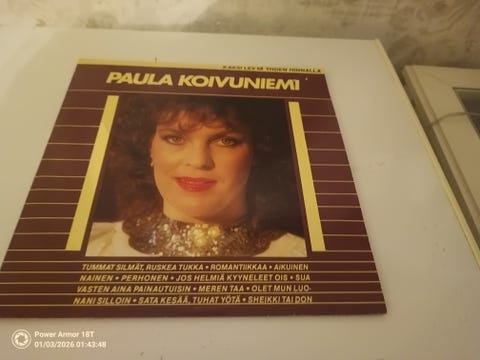 KAKSI LEVYÄ YHDEN HINNALLA
PAULA KOIVUNIEMI
TUMMAT SILMÄT, RUSKEA TUKKA • ROMANTIIKKAA • AIKUINEN
NAINEN • PERHONEN • JOS HELMIÄ KYYNELEET OIS • SUA
VASTEN AINA PAINAUTUISIN • MEREN TAA • OLET MUN LUO-
NANI SILLOIN • SATA KESÄÄ, TUHAT YÖTÄ • SHEIKKI TAI DON
Power Armor 18T
01/03/2026 01:43:48